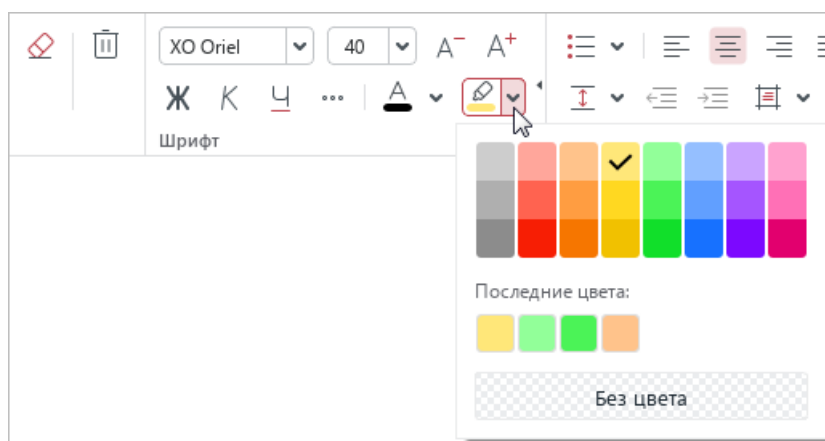 XO Oriel 40 A⁻ A⁺
Ж К Ч ··· А
Шрифт
Последние цвета:
Без цвета